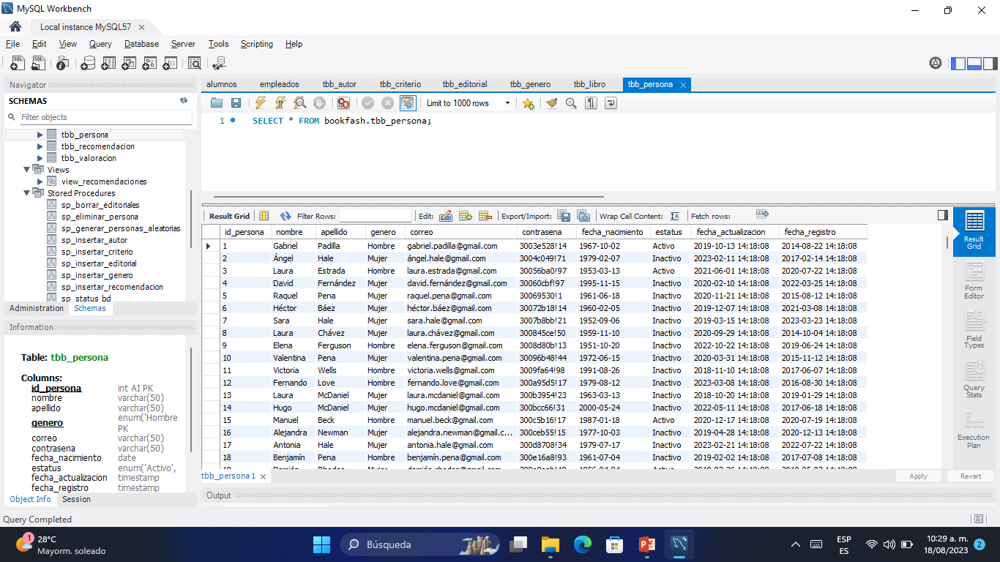 MySQL Workbench
Local instance MySQL57
File Edit View Query Database Server Tools Scripting Help
Navigator
SCHEMAS
Filter objects
tbb_persona
tbb_recomendacion
tbb_valoracion
Views
view_recomendaciones
Stored Procedures
sp_borrar_editoriales
sp_eliminar_persona
sp_generar_personas_aleatorias
sp_insertar_autor
sp_insertar_criterio
sp_insertar_editorial
sp_insertar_genero
sp_insertar_recomendacion
sp_status_bd
Administration Schemas
Information
Table: tbb_persona
Columns:
id_persona int AI PK
nombre varchar(50)
apellido varchar(50)
genero enum('Hombre
PK
correo varchar(50)
contrasena varchar(50)
fecha_nacimiento date
estatus enum('Activo',
fecha_actualizacion timestamp
fecha_registro timestamp
Object Info Session
alumnos empleados tbb_autor tbb_criterio tbb_editorial tbb_genero tbb_libro tbb_persona
Limit to 1000 rows
1 SELECT * FROM bookfash.tbb_persona;
Result Grid Filter Rows: Edit: Export/Import: Wrap Cell Content: Fetch rows:
id_persona nombre apellido genero correo contrasena fecha_nacimiento estatus fecha_actualizacion fecha_registro
1 Gabriel Padilla Hombre gabriel.padilla@gmail.com 3003e528!14 1967-10-02 Activo 2019-10-13 14:18:08 2014-08-22 14:18:08
2 Ángel Hale Mujer ángel.hale@gmail.com 3004c049!71 1979-02-07 Inactivo 2023-02-11 14:18:08 2017-02-14 14:18:08
3 Laura Estrada Hombre laura.estrada@gmail.com 30056ba0!97 1953-03-13 Activo 2021-06-01 14:18:08 2020-07-22 14:18:08
4 David Fernández Mujer david.fernández@gmail.com 30060cbf!97 1995-11-15 Inactivo 2020-02-10 14:18:08 2022-03-25 14:18:08
5 Raquel Pena Mujer raquel.pena@gmail.com 30069530!1 1961-06-18 Inactivo 2020-11-21 14:18:08 2015-08-12 14:18:08
6 Héctor Báez Mujer héctor.báez@gmail.com 30072b18!14 1960-02-05 Inactivo 2019-12-07 14:18:08 2021-03-08 14:18:08
7 Sara Hale Mujer sara.hale@gmail.com 3007b8bb!21 1952-09-06 Inactivo 2019-03-15 14:18:08 2023-03-23 14:18:08
8 Laura Chávez Mujer laura.chávez@gmail.com 300845ce!50 1959-11-10 Inactivo 2020-09-29 14:18:08 2014-10-04 14:18:08
9 Elena Ferguson Hombre elena.ferguson@gmail.com 3008d80b!13 1951-10-20 Inactivo 2022-10-22 14:18:08 2019-06-24 14:18:08
10 Valentina Pena Mujer valentina.pena@gmail.com 30096b48!44 1972-06-15 Inactivo 2020-03-31 14:18:08 2015-11-12 14:18:08
11 Victoria Wells Hombre victoria.wells@gmail.com 3009fa64!98 1991-08-26 Inactivo 2018-11-10 14:18:08 2017-06-07 14:18:08
12 Fernando Love Hombre fernando.love@gmail.com 300a95d5!17 1979-08-12 Inactivo 2023-03-08 14:18:08 2016-08-30 14:18:08
13 Laura McDaniel Mujer laura.mcdaniel@gmail.com 300b3954!23 1963-03-13 Inactivo 2018-10-20 14:18:08 2019-01-29 14:18:08
14 Hugo McDaniel Mujer hugo.mcdaniel@gmail.com 300bcc66!31 2000-05-24 Inactivo 2022-05-11 14:18:08 2017-06-18 14:18:08
15 Manuel Beck Hombre manuel.beck@gmail.com 300c5b16!17 1987-01-18 Activo 2020-12-17 14:18:08 2020-07-19 14:18:08
16 Alejandra Newman Mujer alejandra.newman@gmail.c... 300ceb55!15 1977-10-03 Inactivo 2019-04-28 14:18:08 2020-12-13 14:18:08
17 Antonia Hale Mujer antonia.hale@gmail.com 300d8708!34 1979-07-17 Inactivo 2023-02-21 14:18:08 2022-07-22 14:18:08
18 Benjamín Pena Hombre benjamín.pena@gmail.com 300e16a8!93 1961-07-04 Inactivo 2019-02-02 14:18:08 2017-07-08 14:18:08
Result Grid
Form Editor
Field Types
Query Stats
Execution Plan
tbb_persona 1 Apply Revert
Output
Query Completed
1 28°C
Mayorm. soleado
Búsqueda
ESP
ES
10:29 a. m.
18/08/2023
2